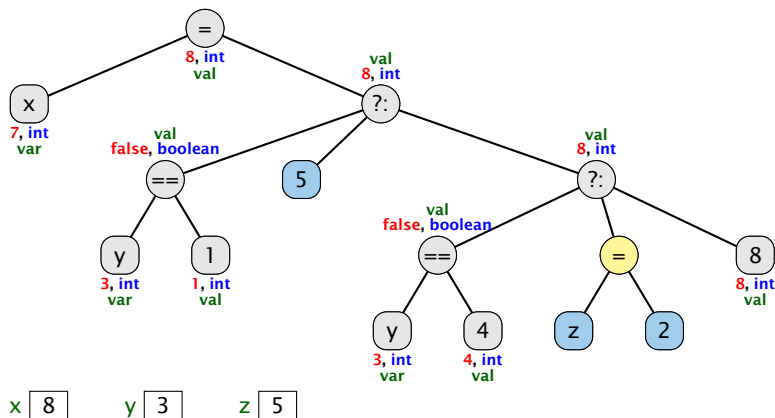 =
8, int
val
val
8, int
x
?:
7, int
var
val
false, boolean
val
8, int
==
5
?:
val
false, boolean
y
1
==
=
8
3, int
var
1, int
val
8, int
val
y
4
z
2
3, int
var
4, int
val
x 8 y 3 z 5